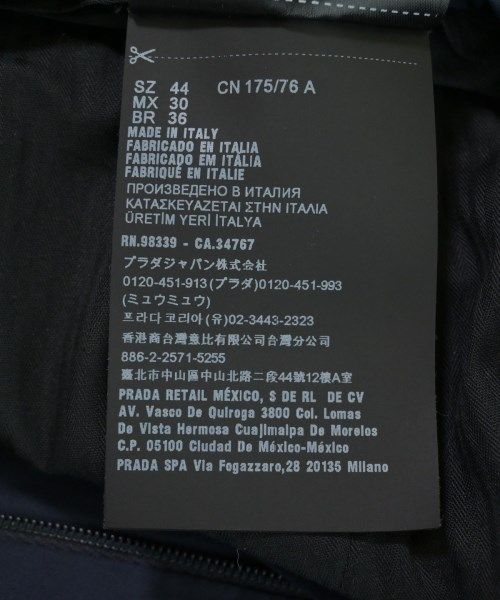 SZ 44 CN 175/76 A
MX 30
BR 36
MADE IN ITALY
FABRICADO EN ITALIA
FABRICADO EM ITÁLIA
FABRIQUÉ EN ITALIE
ПРОИЗВЕДЕНО В ИТАЛИЯ
ΚΑΤΑΣΚΕΥΑΖΕΤΑΙ ΣΤΗΝ ΙΤΑΛΙΑ
ÜRETİM YERİ İTALYA
RN.98339 - CA.34767
プラダジャパン株式会社
0120-451-913 (プラダ) 0120-451-993
(ミュウミュウ)
프라다코리아 (유) 02-3443-2323
香港商台灣意比有限公司台灣分公司
886-2-2571-5255
臺北市中山區中山北路二段44號12樓A室
PRADA RETAIL MÉXICO, S DE RL DE CV
AV. Vasco De Quiroga 3800 Col. Lomas
De Vista Hermosa Cuajimalpa De Morelos
C.P. 05100 Ciudad De México-México
PRADA SPA Via Fogazzaro,28 20135 Milano